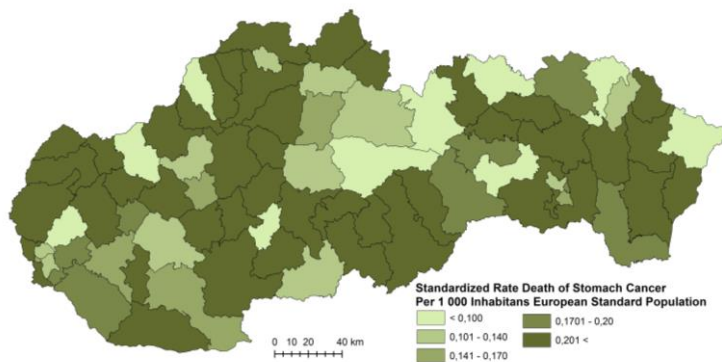 Standardized Rate Death of Stomach Cancer
Per 1 000 Inhabitans European Standard Population
< 0,100
0,1701 - 0,20
0,101 - 0,140
0,201 <
0,141 - 0,170
0 10 20 40 km